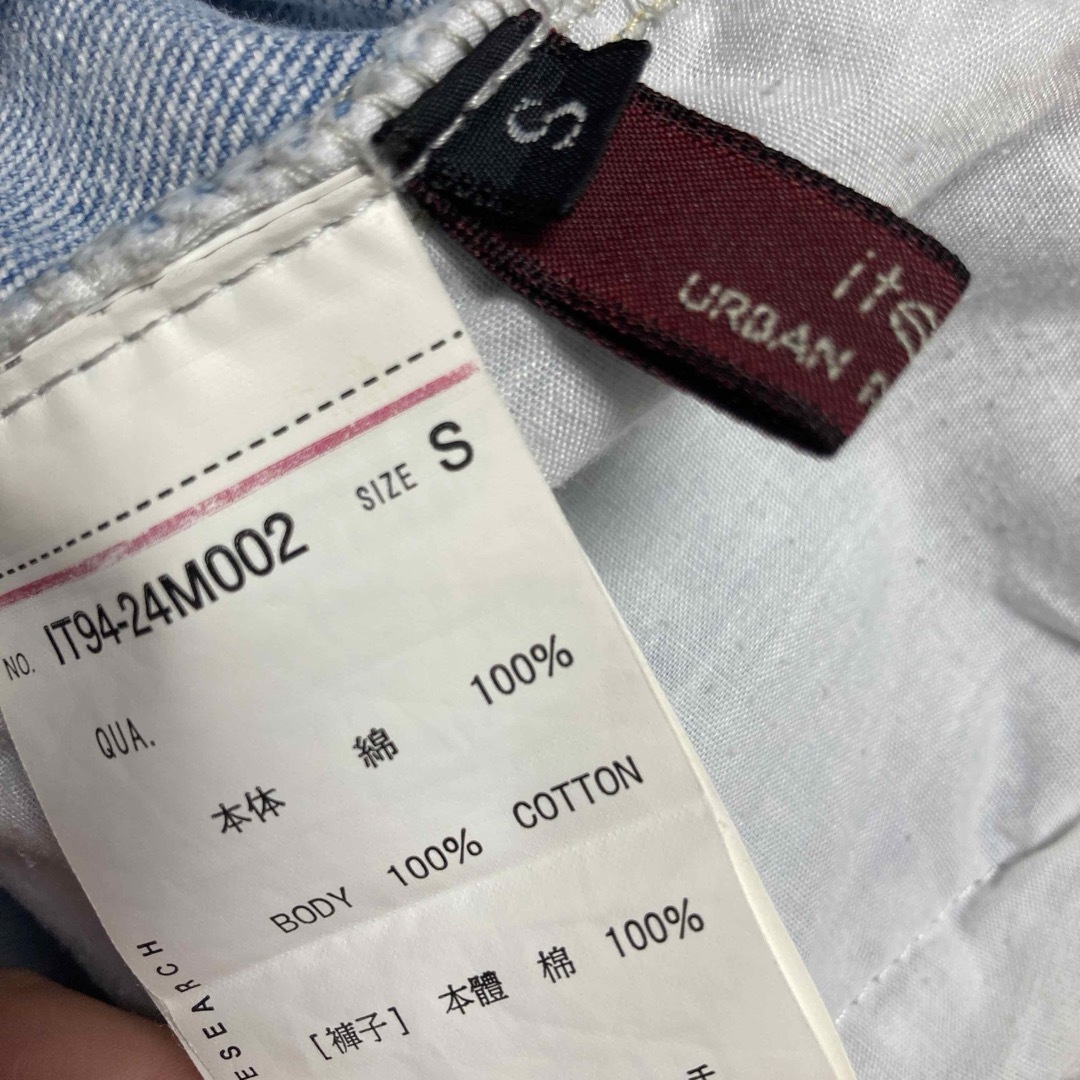 S
its
URBAN
SIZE S
NO. IT94-24M002
QUA.
本体 綿 100%
BODY 100% COTTON
[褲子] 本體 棉 100%
ESEARCH